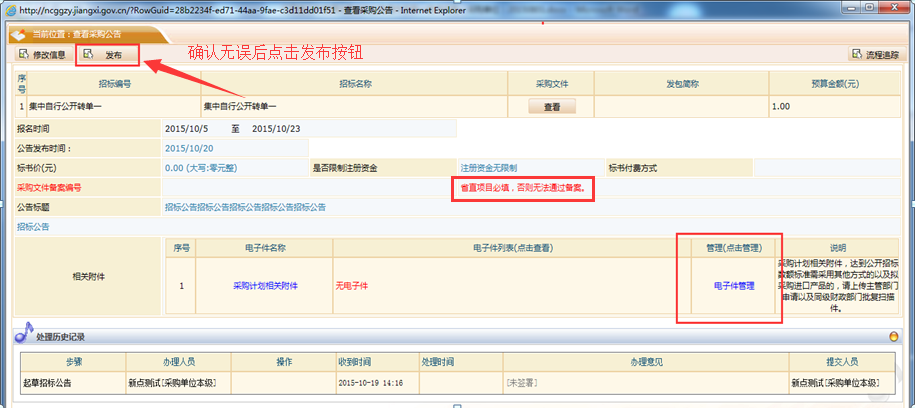 http://ncggzy.jiangxi.gov.cn/?RowGuid=28b2234f-ed71-44aa-9fae-c3d11dd01f51 - 查看采购公告 - Internet Explorer
当前位置：查看采购公告
修改信息 发布 确认无误后点击发布按钮 流程追踪
序号 招标编号 招标名称 采购文件 发包简称 预算金额(元)
1 集中自行公开转单一 集中自行公开转单一 查看 1.00
报名时间 2015/10/5 至 2015/10/23
公告发布时间： 2015/10/20
标书价(元) 0.00 (大写:零元整) 是否限制注册资金 注册资金无限制 标书付费方式
采购文件备案编号 省直项目必填，否则无法通过备案。
公告标题 招标公告招标公告招标公告招标公告招标公告
招标公告
相关附件
序号 电子件名称 电子件列表(点击查看) 管理(点击管理) 说明
1 采购计划相关附件 无电子件 电子件管理
采购计划相关附件，达到公开招标
数额标准需采用其他方式的以及拟
采购进口产品的，请上传主管部门
申请以及同级财政部门批复扫描
件。
处理历史记录
步骤 办理人员 操作 收到时间 处理时间 办理意见 提交人员
起草招标公告 新点测试[采购单位本级] 2015-10-19 14:16 [未签署] 新点测试[采购单位本级]